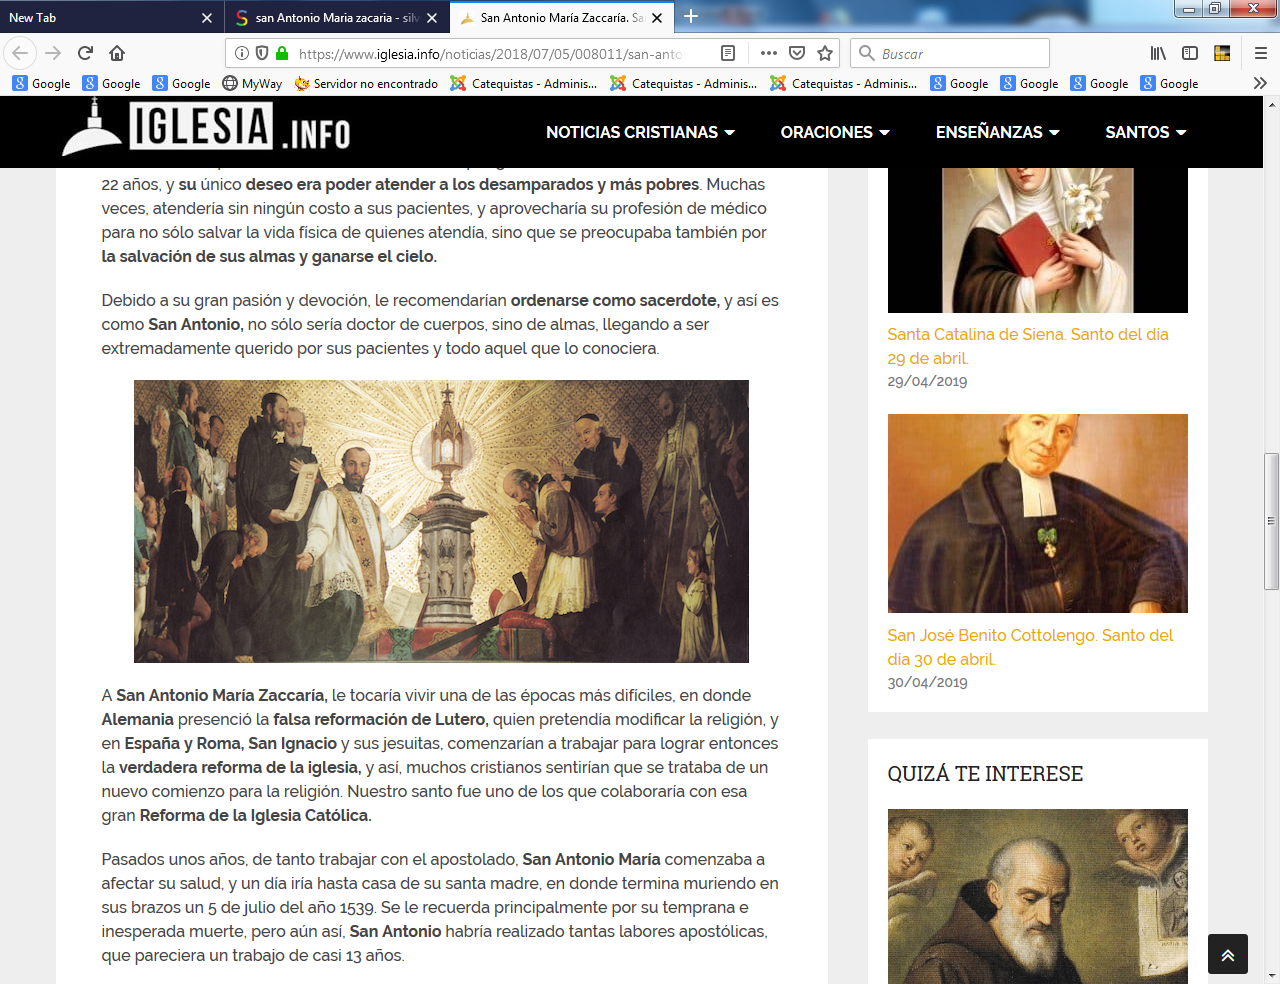 New Tab
san Antonio Maria zacaria - silv
San Antonio María Zaccaría. Sa
https://www.iglesia.info/noticias/2018/07/05/008011/san-anto
Buscar
Google
Google
Google
MyWay
Servidor no encontrado
Catequistas - Adminis...
Catequistas - Adminis...
Catequistas - Adminis...
Google
Google
Google
Google
IGLESIA.INFO
NOTICIAS CRISTIANAS
ORACIONES
ENSEÑANZAS
SANTOS
22 años, y su único deseo era poder atender a los desamparados y más pobres. Muchas
veces, atendería sin ningún costo a sus pacientes, y aprovecharía su profesión de médico
para no sólo salvar la vida física de quienes atendía, sino que se preocupaba también por
la salvación de sus almas y ganarse el cielo.
Debido a su gran pasión y devoción, le recomendarían ordenarse como sacerdote, y así es
como San Antonio, no sólo sería doctor de cuerpos, sino de almas, llegando a ser
extremadamente querido por sus pacientes y todo aquel que lo conociera.
A San Antonio María Zaccaría, le tocaría vivir una de las épocas más difíciles, en donde
Alemania presenció la falsa reformación de Lutero, quien pretendía modificar la religión, y
en España y Roma, San Ignacio y sus jesuitas, comenzarían a trabajar para lograr entonces
la verdadera reforma de la iglesia, y así, muchos cristianos sentirían que se trataba de un
nuevo comienzo para la religión. Nuestro santo fue uno de los que colaboraría con esa
gran Reforma de la Iglesia Católica.
Pasados unos años, de tanto trabajar con el apostolado, San Antonio María comenzaba a
afectar su salud, y un día iría hasta casa de su santa madre, en donde termina muriendo en
sus brazos un 5 de julio del año 1539. Se le recuerda principalmente por su temprana e
inesperada muerte, pero aún así, San Antonio habría realizado tantas labores apostólicas,
que pareciera un trabajo de casi 13 años.
Santa Catalina de Siena. Santo del día
29 de abril.
29/04/2019
San José Benito Cottolengo. Santo del
día 30 de abril.
30/04/2019
QUIZÁ TE INTERESE